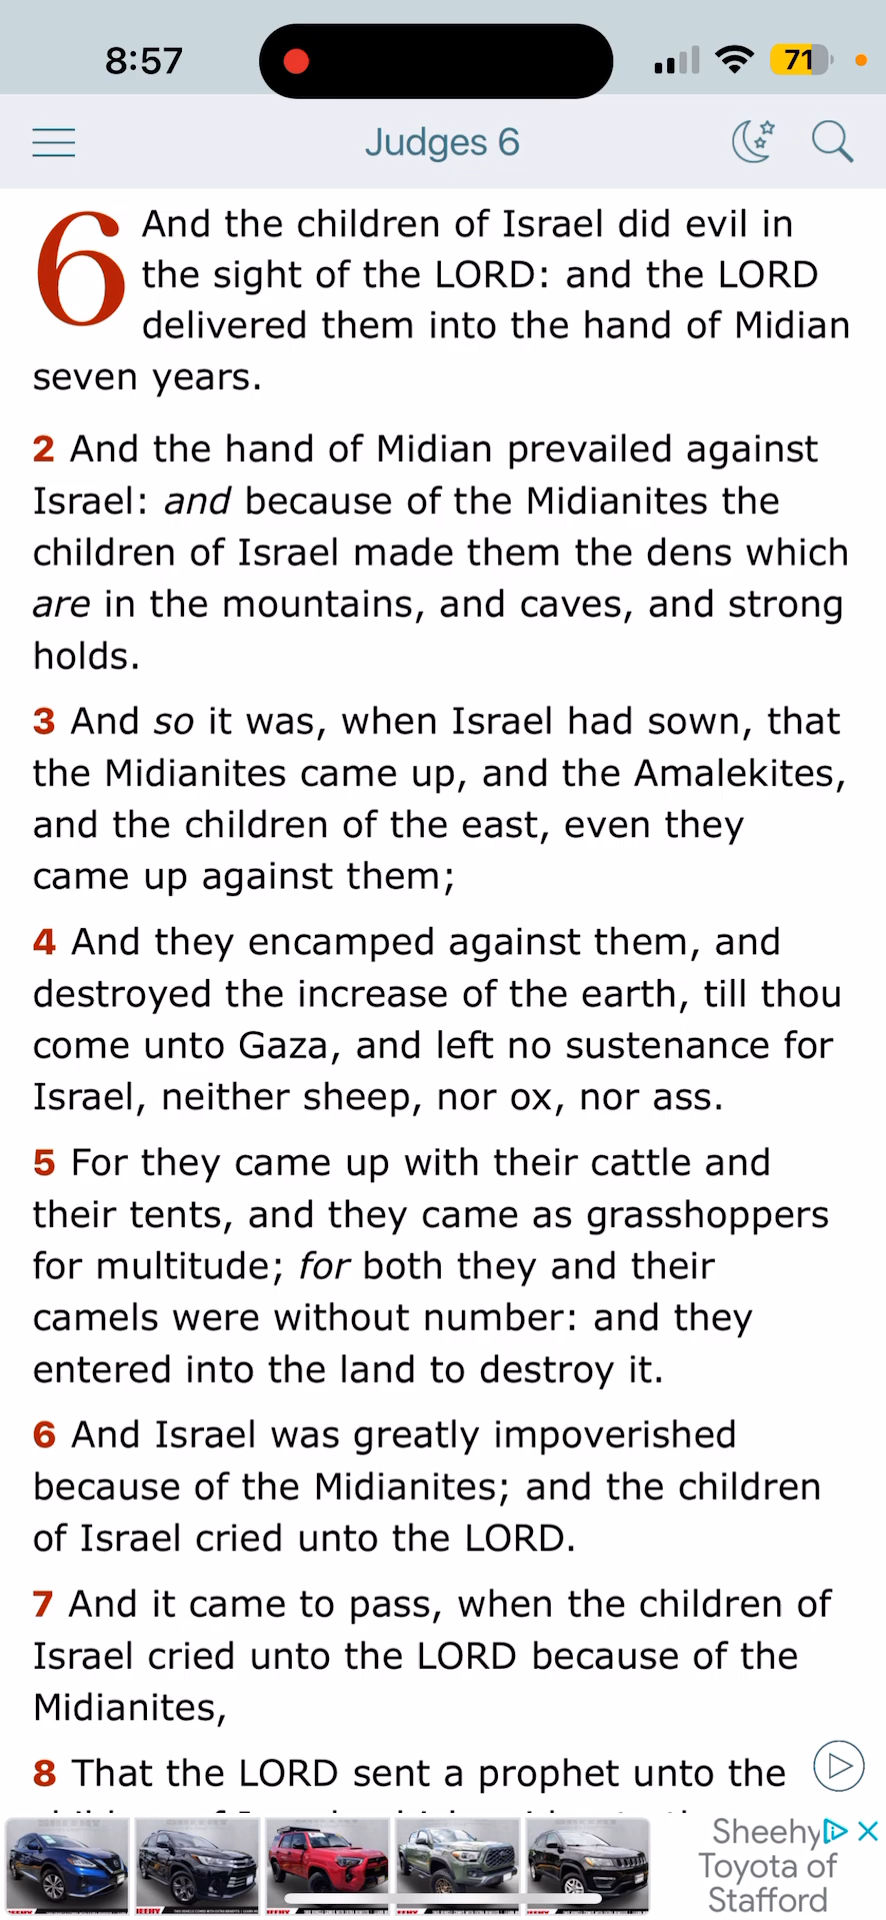 8:57
71
Judges 6
6 And the children of Israel did evil in
the sight of the LORD: and the LORD
delivered them into the hand of Midian
seven years.
2 And the hand of Midian prevailed against
Israel: and because of the Midianites the
children of Israel made them the dens which
are in the mountains, and caves, and strong
holds.
3 And so it was, when Israel had sown, that
the Midianites came up, and the Amalekites,
and the children of the east, even they
came up against them;
4 And they encamped against them, and
destroyed the increase of the earth, till thou
come unto Gaza, and left no sustenance for
Israel, neither sheep, nor ox, nor ass.
5 For they came up with their cattle and
their tents, and they came as grasshoppers
for multitude; for both they and their
camels were without number: and they
entered into the land to destroy it.
6 And Israel was greatly impoverished
because of the Midianites; and the children
of Israel cried unto the LORD.
7 And it came to pass, when the children of
Israel cried unto the LORD because of the
Midianites,
8 That the LORD sent a prophet unto the
Sheehy
Toyota of
Stafford